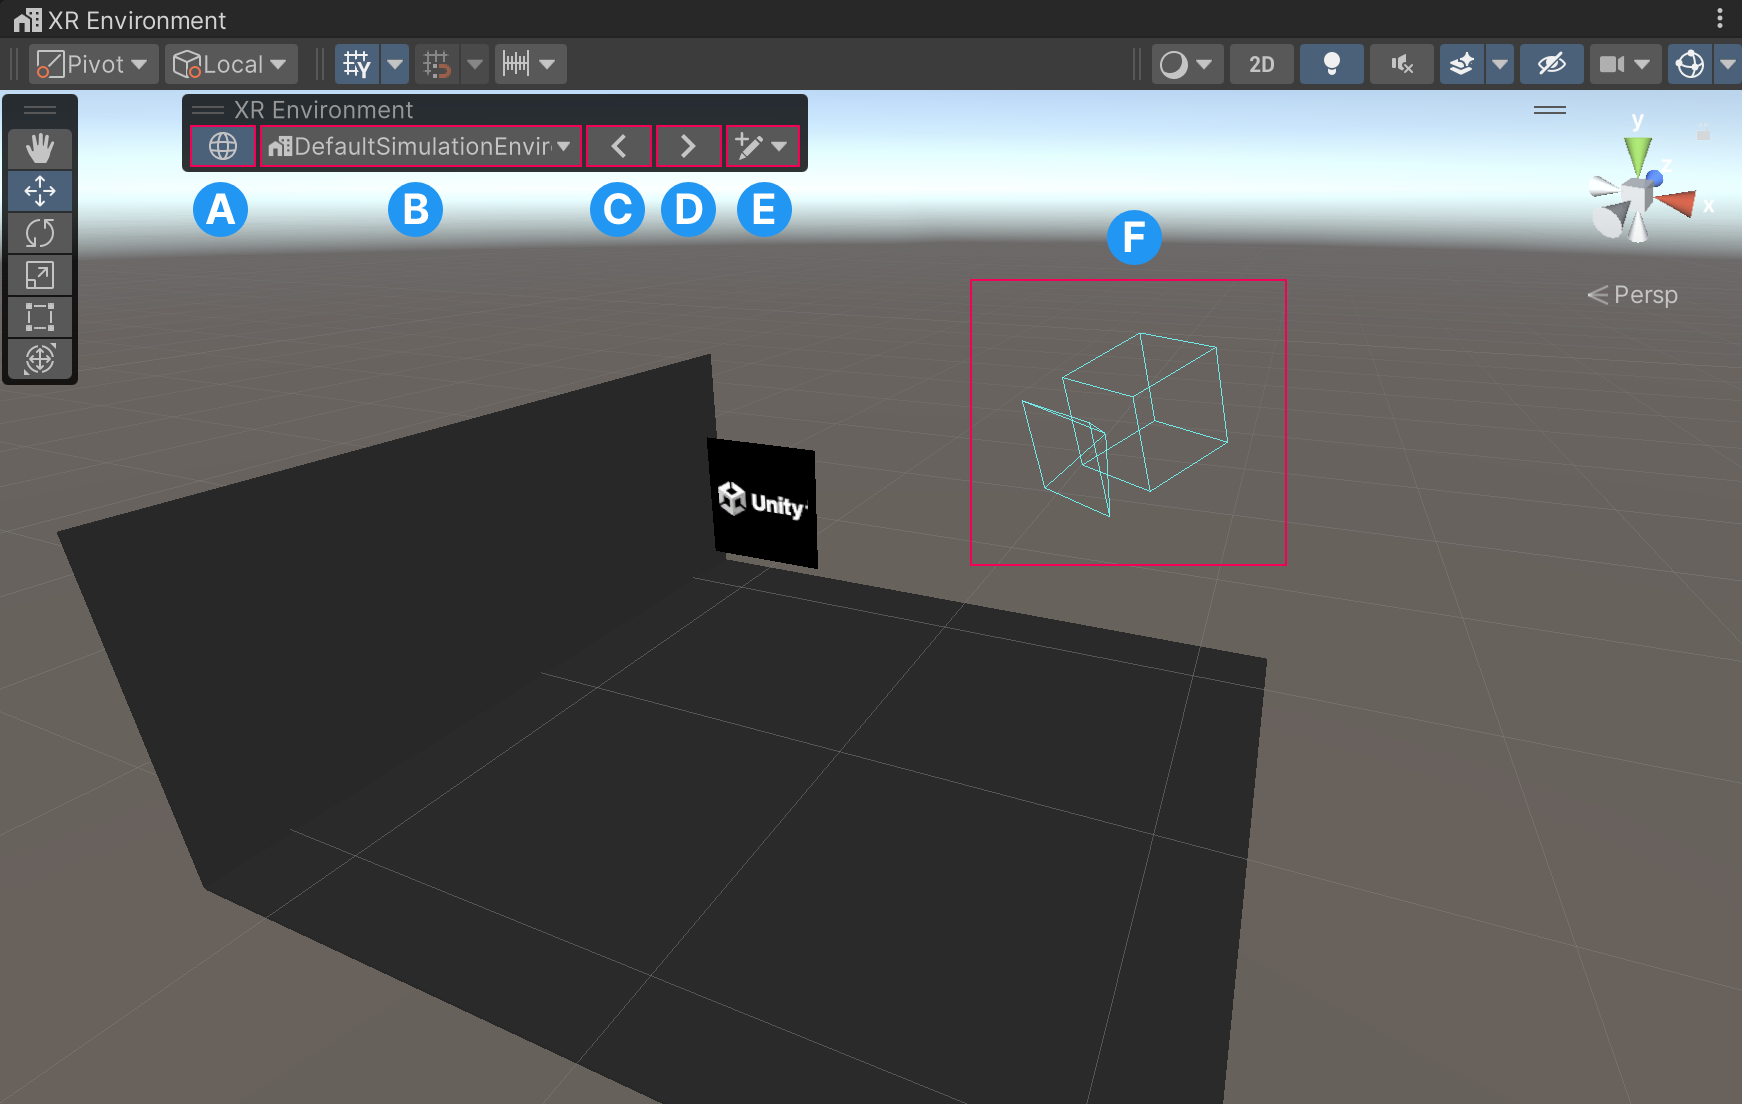 XR Environment
Pivot
Local
2D
XR Environment
DefaultSimulationEnvir
A
B
C
D
E
F
y
z
x
Persp
Unity